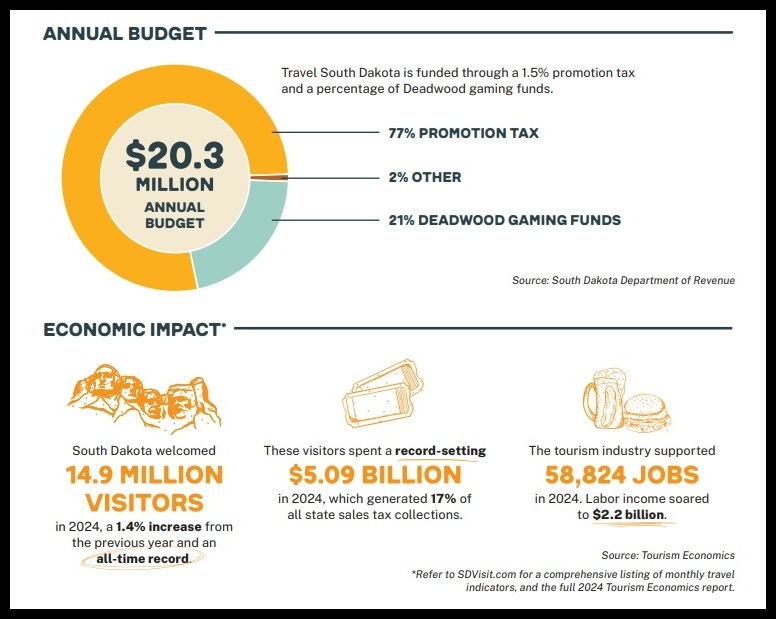 ANNUAL BUDGET
Travel South Dakota is funded through a 1.5% promotion tax
and a percentage of Deadwood gaming funds.
$20.3
MILLION
ANNUAL
BUDGET
77% PROMOTION TAX
2% OTHER
21% DEADWOOD GAMING FUNDS
Source: South Dakota Department of Revenue
ECONOMIC IMPACT*
South Dakota welcomed
14.9 MILLION
VISITORS
in 2024, a 1.4% increase from
the previous year and an
all-time record.
These visitors spent a record-setting
$5.09 BILLION
in 2024, which generated 17% of
all state sales tax collections.
The tourism industry supported
58,824 JOBS
in 2024. Labor income soared
to $2.2 billion.
Source: Tourism Economics
*Refer to SDVisit.com for a comprehensive listing of monthly travel
indicators, and the full 2024 Tourism Economics report.